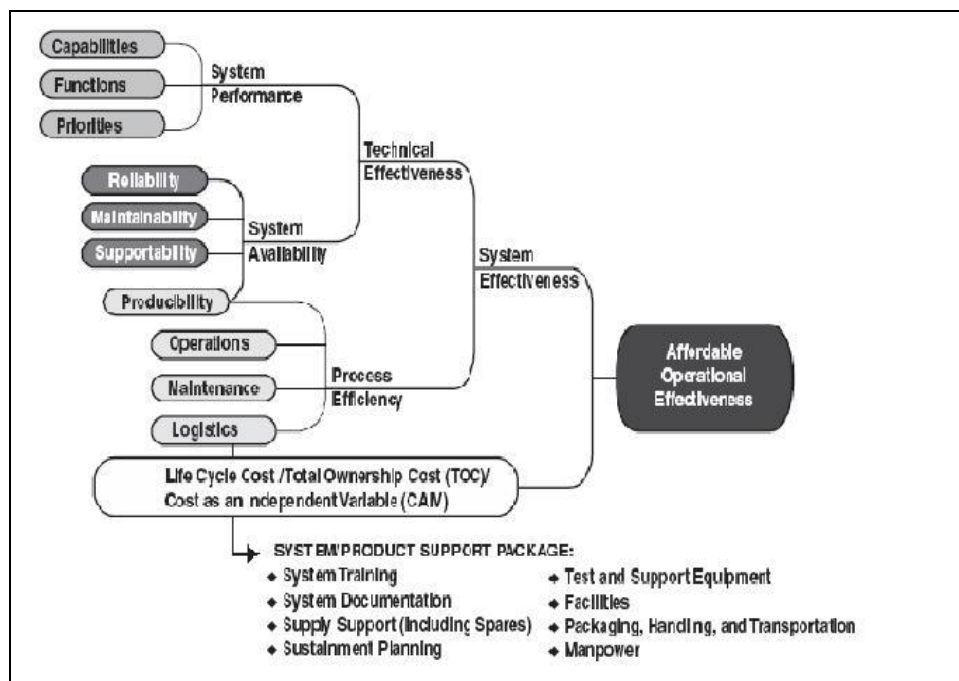 Capabilities
Functions
Priorities
System
Performance
Reliability
Maintainability
Supportability
System
Availability
Technical
Effectiveness
Producibility
Operations
Maintenance
Logistics
Process
Efficiency
System
Effectiveness
Affordable
Operational
Effectiveness
Life Cycle Cost /Total Ownership Cost (TOC)/
Cost as an Independent Variable (CAIV)
SYSTEM/PRODUCT SUPPORT PACKAGE:
◆ System Training
◆ System Documentation
◆ Supply Support (Including Spares)
◆ Sustainment Planning
◆ Test and Support Equipment
◆ Facilities
◆ Packaging, Handling, and Transportation
◆ Manpower